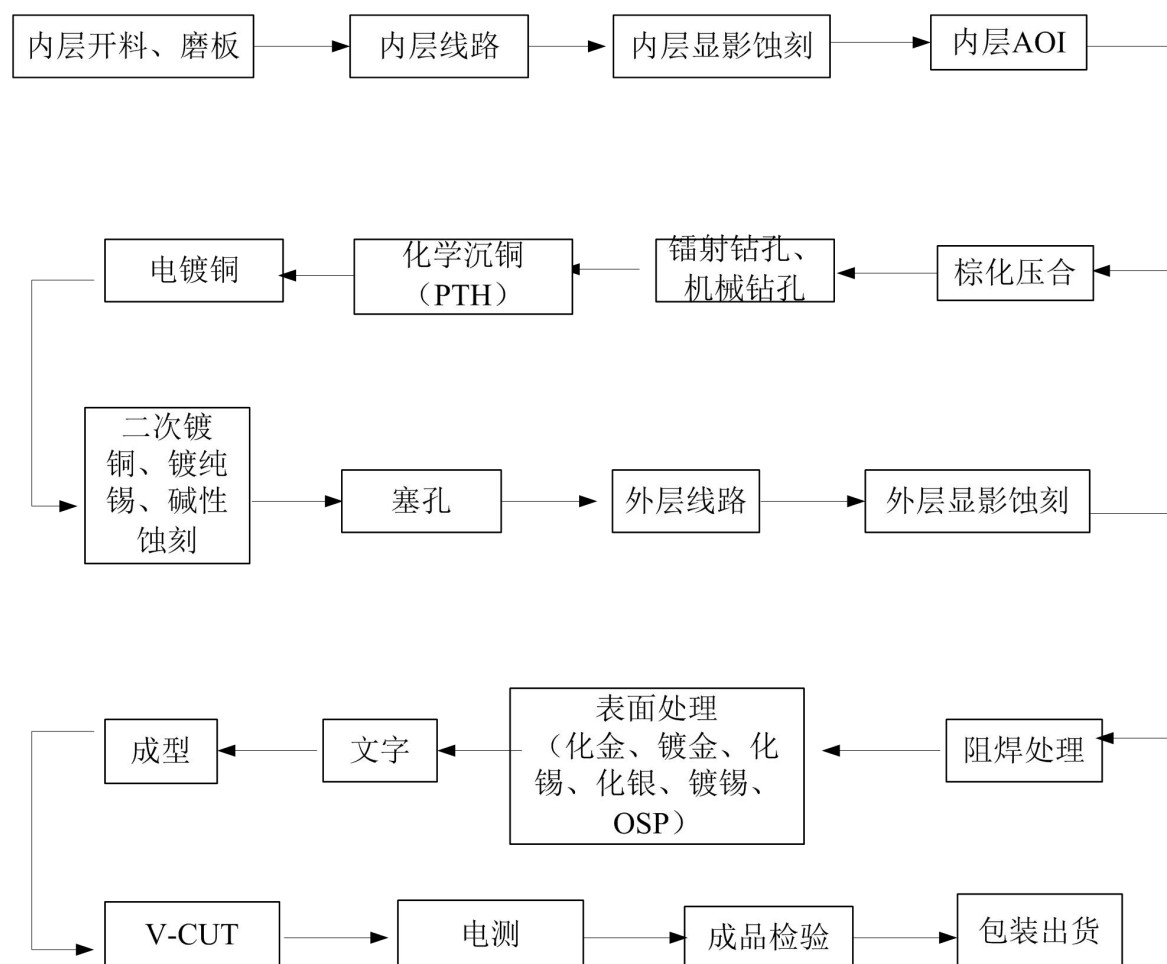 内层开料、磨板
内层线路
内层显影蚀刻
内层AOI
棕化压合
镭射钻孔、
机械钻孔
化学沉铜
（PTH）
电镀铜
二次镀
铜、镀纯
锡、碱性
蚀刻
塞孔
外层线路
外层显影蚀刻
阻焊处理
表面处理
（化金、镀金、化
锡、化银、镀锡、
OSP）
文字
成型
V-CUT
电测
成品检验
包装出货